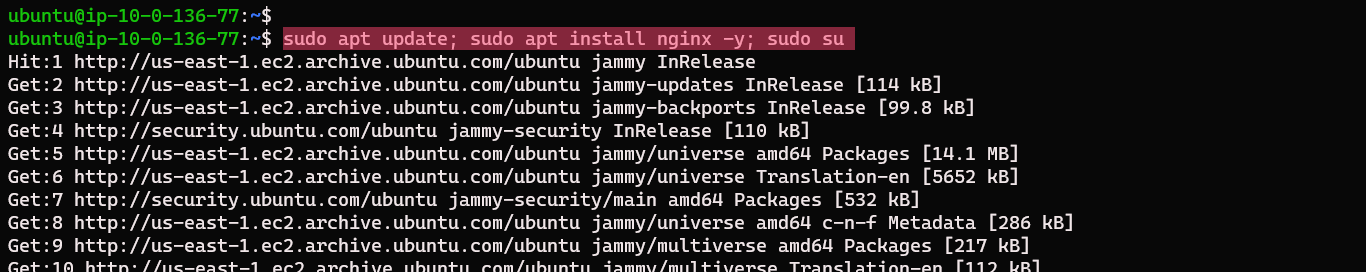 ubuntu@ip-10-0-136-77:~$
ubuntu@ip-10-0-136-77:~$ sudo apt update; sudo apt install nginx -y; sudo su
Hit:1 http://us-east-1.ec2.archive.ubuntu.com/ubuntu jammy InRelease
Get:2 http://us-east-1.ec2.archive.ubuntu.com/ubuntu jammy-updates InRelease [114 kB]
Get:3 http://us-east-1.ec2.archive.ubuntu.com/ubuntu jammy-backports InRelease [99.8 kB]
Get:4 http://security.ubuntu.com/ubuntu jammy-security InRelease [110 kB]
Get:5 http://us-east-1.ec2.archive.ubuntu.com/ubuntu jammy/universe amd64 Packages [14.1 MB]
Get:6 http://us-east-1.ec2.archive.ubuntu.com/ubuntu jammy/universe Translation-en [5652 kB]
Get:7 http://security.ubuntu.com/ubuntu jammy-security/main amd64 Packages [532 kB]
Get:8 http://us-east-1.ec2.archive.ubuntu.com/ubuntu jammy/universe amd64 c-n-f Metadata [286 kB]
Get:9 http://us-east-1.ec2.archive.ubuntu.com/ubuntu jammy/multiverse amd64 Packages [217 kB]
Get:10 http://us-east-1.ec2.archive.ubuntu.com/ubuntu jammy/multiverse Translation-en [112 kB]